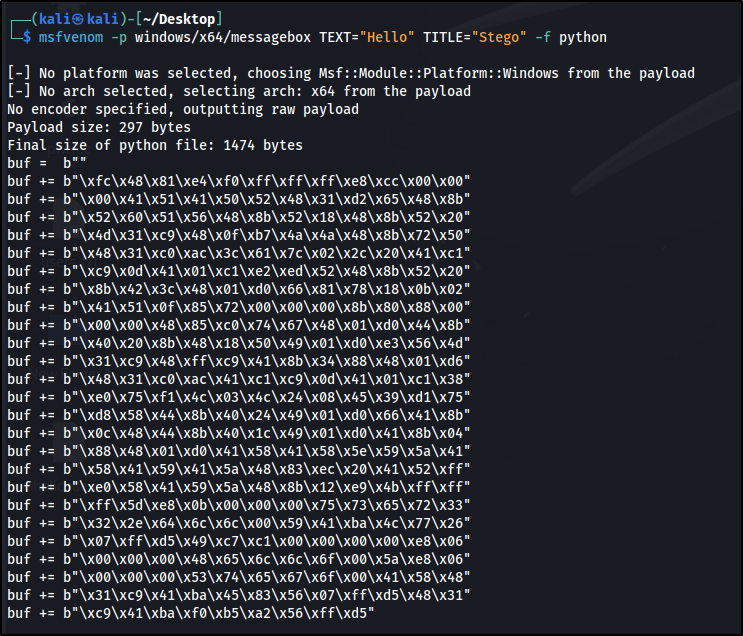 ┌──(kali㉿kali)-[~/Desktop]
└─$ msfvenom -p windows/x64/messagebox TEXT="Hello" TITLE="Stego" -f python
[-] No platform was selected, choosing Msf::Module::Platform::Windows from the payload
[-] No arch selected, selecting arch: x64 from the payload
No encoder specified, outputting raw payload
Payload size: 297 bytes
Final size of python file: 1474 bytes
buf =  b""
buf += b"\xfc\x48\x81\xe4\xf0\xff\xff\xff\xe8\xcc\x00\x00"
buf += b"\x00\x41\x51\x41\x50\x52\x48\x31\xd2\x65\x48\x8b"
buf += b"\x52\x60\x51\x56\x48\x8b\x52\x18\x48\x8b\x52\x20"
buf += b"\x4d\x31\xc9\x48\x0f\xb7\x4a\x4a\x48\x8b\x72\x50"
buf += b"\x48\x31\xc0\xac\x3c\x61\x7c\x02\x2c\x20\x41\xc1"
buf += b"\xc9\x0d\x41\x01\xc1\xe2\xed\x52\x48\x8b\x52\x20"
buf += b"\x8b\x42\x3c\x48\x01\xd0\x66\x81\x78\x18\x0b\x02"
buf += b"\x41\x51\x0f\x85\x72\x00\x00\x00\x8b\x80\x88\x00"
buf += b"\x00\x00\x48\x85\xc0\x74\x67\x48\x01\xd0\x44\x8b"
buf += b"\x40\x20\x8b\x48\x18\x50\x49\x01\xd0\xe3\x56\x4d"
buf += b"\x31\xc9\x48\xff\xc9\x41\x8b\x34\x88\x48\x01\xd6"
buf += b"\x48\x31\xc0\xac\x41\xc1\xc9\x0d\x41\x01\xc1\x38"
buf += b"\xe0\x75\xf1\x4c\x03\x4c\x24\x08\x45\x39\xd1\x75"
buf += b"\xd8\x58\x44\x8b\x40\x24\x49\x01\xd0\x66\x41\x8b"
buf += b"\x0c\x48\x44\x8b\x40\x1c\x49\x01\xd0\x41\x8b\x04"
buf += b"\x88\x48\x01\xd0\x41\x58\x41\x58\x5e\x59\x5a\x41"
buf += b"\x58\x41\x59\x41\x5a\x48\x83\xec\x20\x41\x52\xff"
buf += b"\xe0\x58\x41\x59\x5a\x48\x8b\x12\xe9\x4b\xff\xff"
buf += b"\xff\x5d\xe8\x0b\x00\x00\x00\x75\x73\x65\x72\x33"
buf += b"\x32\x2e\x64\x6c\x6c\x00\x59\x41\xba\x4c\x77\x26"
buf += b"\x07\xff\xd5\x49\xc7\xc1\x00\x00\x00\x00\xe8\x06"
buf += b"\x00\x00\x00\x48\x65\x6c\x6c\x6f\x00\x5a\xe8\x06"
buf += b"\x00\x00\x00\x53\x74\x65\x67\x6f\x00\x41\x58\x48"
buf += b"\x31\xc9\x41\xba\x45\x83\x56\x07\xff\xd5\x48\x31"
buf += b"\xc9\x41\xba\xf0\xb5\xa2\x56\xff\xd5"